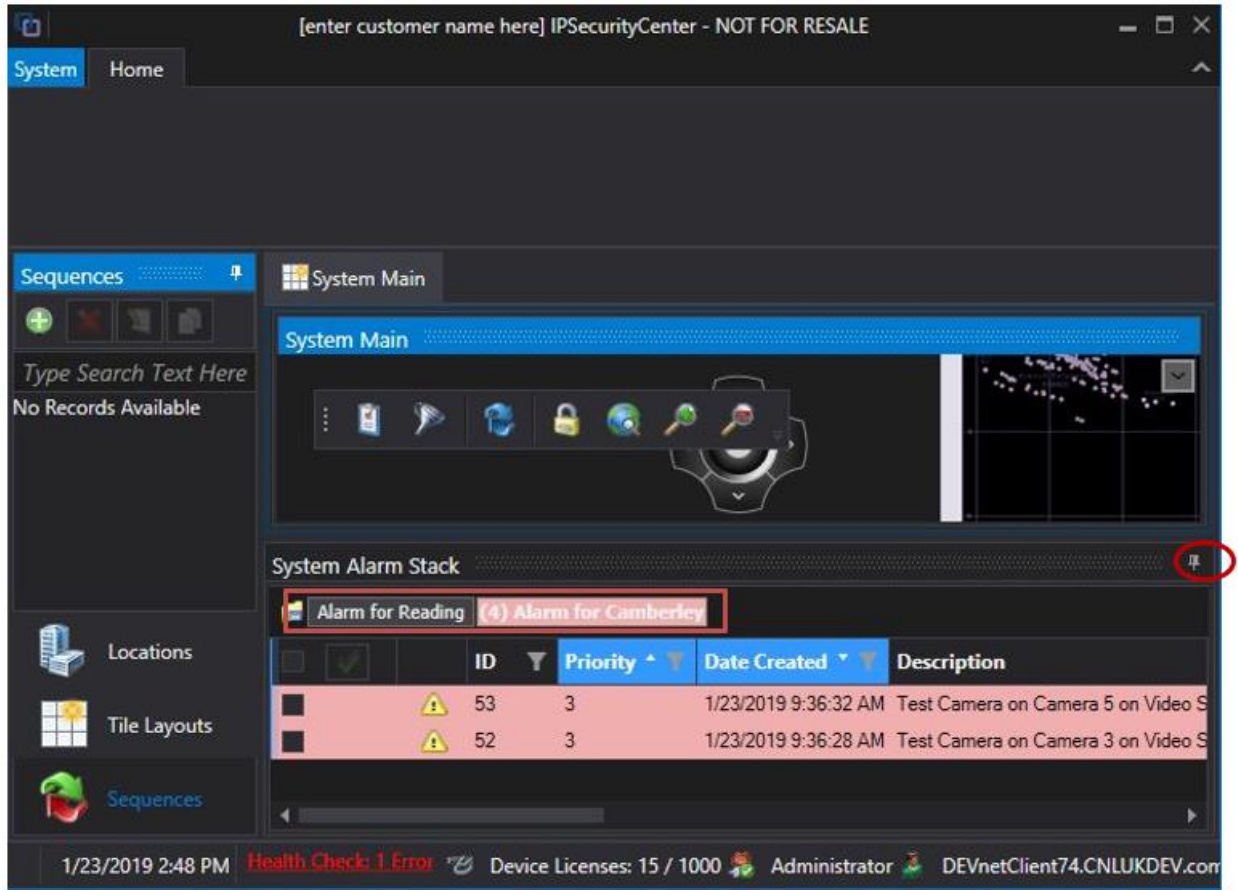 [enter customer name here] IPSecurityCenter - NOT FOR RESALE
System Home
Sequences
Type Search Text Here
No Records Available
Locations
Tile Layouts
Sequences
System Main
System Main
System Alarm Stack
Alarm for Reading (4) Alarm for Camberley
ID Priority Date Created Description
53 3 1/23/2019 9:36:32 AM Test Camera on Camera 5 on Video S
52 3 1/23/2019 9:36:28 AM Test Camera on Camera 3 on Video S
1/23/2019 2:48 PM Health Check: 1 Error Device Licenses: 15 / 1000 Administrator DEVnetClient74.CNLUKDEV.com